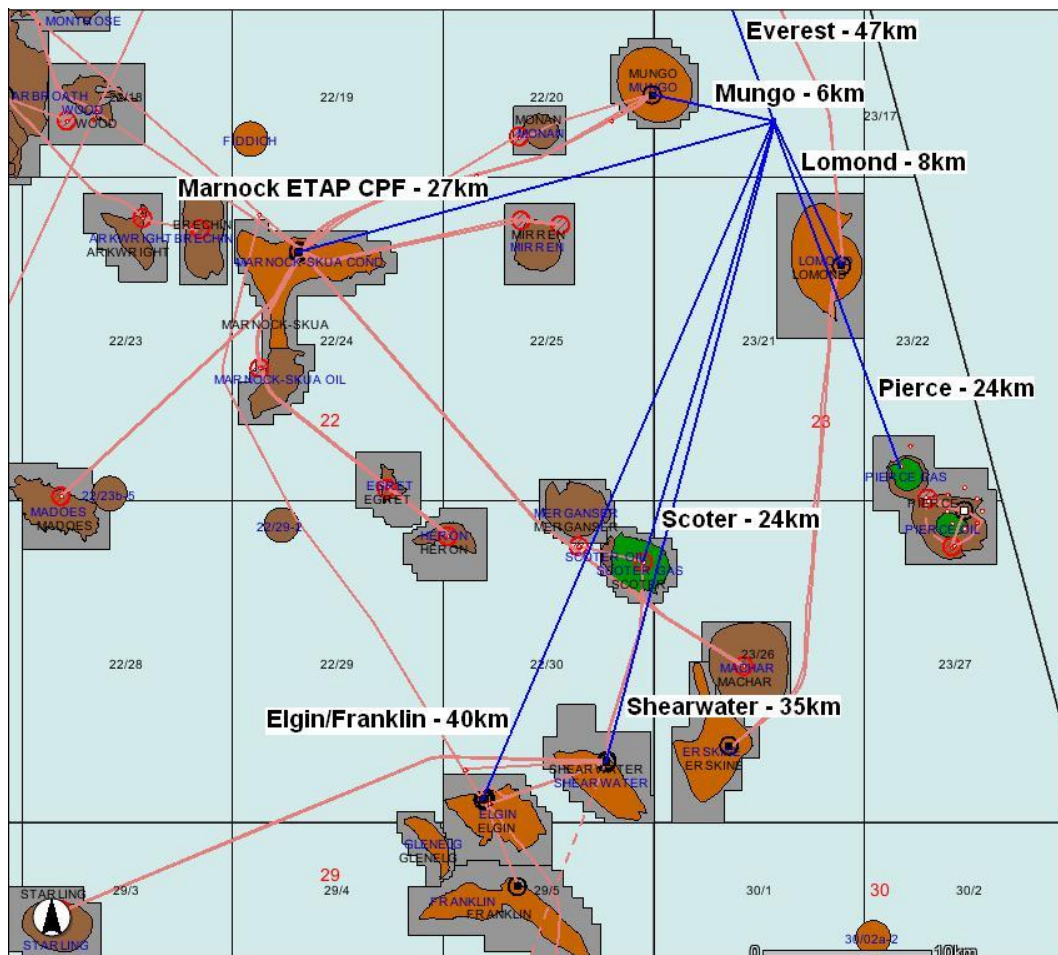 MONTROSE
Everest - 47km
MUNGO
MUNGO
ARBROATH
22/18
22/19
22/20
Mungo - 6km
WOOD
WOOD
MONAN
MONAN
23/17
FIDDICH
Lomond - 8km
Marnock ETAP CPF - 27km
BRECHIN
ARKWRIGHT
BRECHIN
ARKWRIGHT
MIRREN
MIRREN
MARNOCK-SKUA COND
LOMOND
LOMOND
MARNOCK-SKUA
22/23
22/24
22/25
23/21
23/22
MARNOCK-SKUA OIL
Pierce - 24km
22
23
EGRET
EGRET
PIERCE GAS
22/23b-5
MADOES
MADOES
22/29-2
MERGANSER
MERGANSER
Scoter - 24km
PIERCE
PIERCE OIL
HERON
HERON
SCOTER OIL
SCOTER GAS
SCOTER
22/28
22/29
22/30
23/26
MACHAR
MACHAR
23/27
Elgin/Franklin - 40km
Shearwater - 35km
ERSKINE
ERSKINE
SHEARWATER
SHEARWATER
ELGIN
ELGIN
GLENELG
GLENELG
29
30
STARLING
29/3
29/4
29/5
30/1
30/2
FRANKLIN
FRANKLIN
STARLING
30/02a-2
0
10km